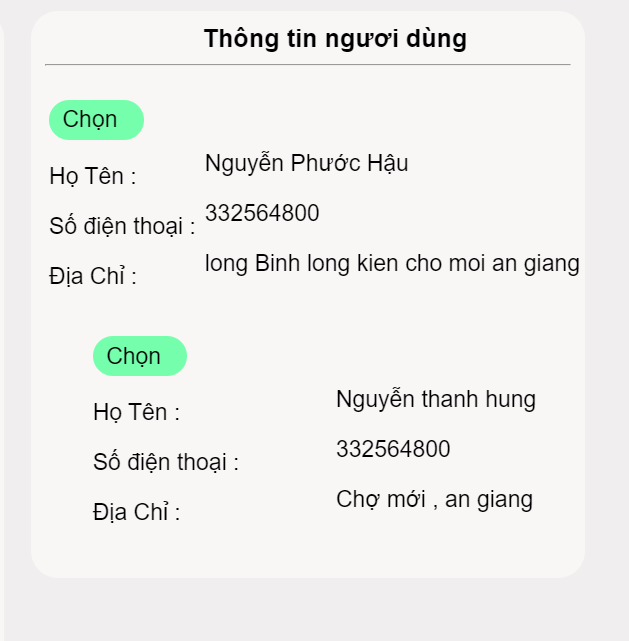 Thông tin ngươi dùng
Chọn
Họ Tên : Nguyễn Phước Hậu
Số điện thoại : 332564800
Địa Chỉ : long Binh long kien cho moi an giang
Chọn
Họ Tên : Nguyễn thanh hung
Số điện thoại : 332564800
Địa Chỉ : Chợ mới , an giang